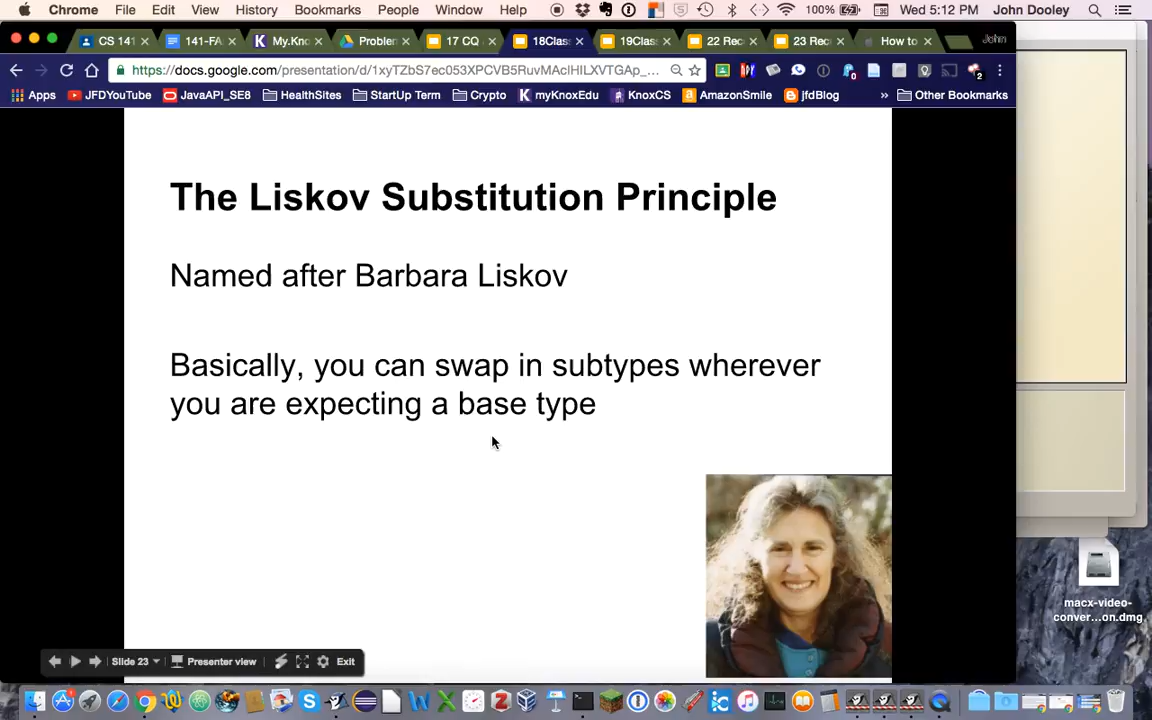 Chrome File Edit View History Bookmarks People Window Help 100% Wed 5:12 PM John Dooley
CS 141 141-FA My.Kno Problem 17 CQ 18Class 19Class 22 Rec 23 Rec How to John
https://docs.google.com/presentation/d/1xyTZbS7ec053XPCVB5RuvMAclHILXVTGAp_...
Apps JFDYouTube JavaAPI_SE8 HealthSites StartUp Term Crypto myKnoxEdu KnoxCS AmazonSmile jfdBlog » Other Bookmarks
The Liskov Substitution Principle
Named after Barbara Liskov
Basically, you can swap in subtypes wherever
you are expecting a base type
macx-video-
conver...on.dmg
Slide 23 Presenter view Exit